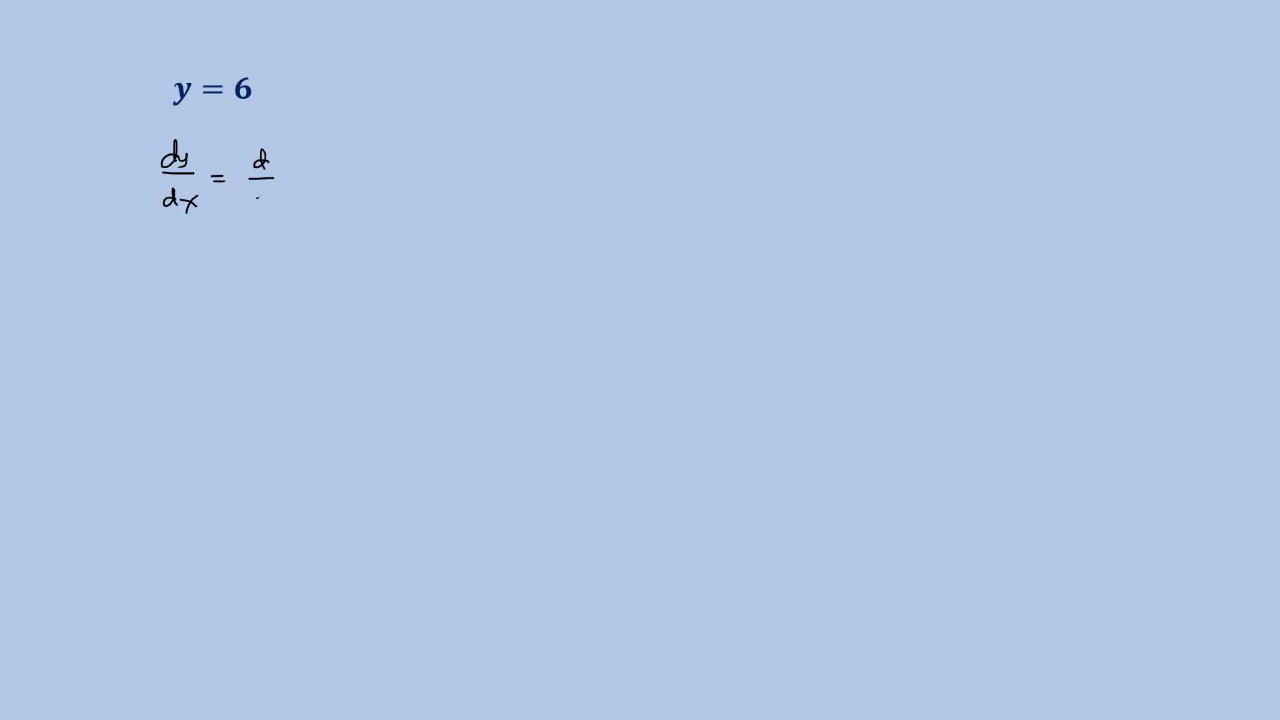 y = 6
dy/dx = d/